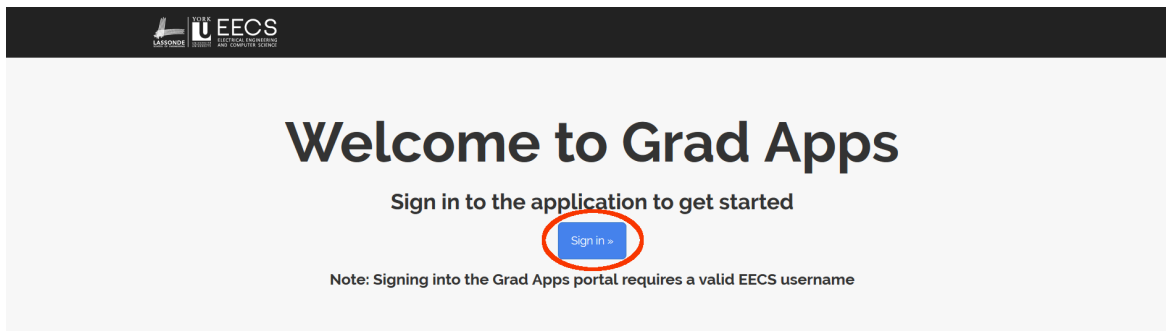 LASSONDE
YORK
U
EECS
ELECTRICAL ENGINEERING
AND COMPUTER SCIENCE
Welcome to Grad Apps
Sign in to the application to get started
Sign in »
Note: Signing into the Grad Apps portal requires a valid EECS username